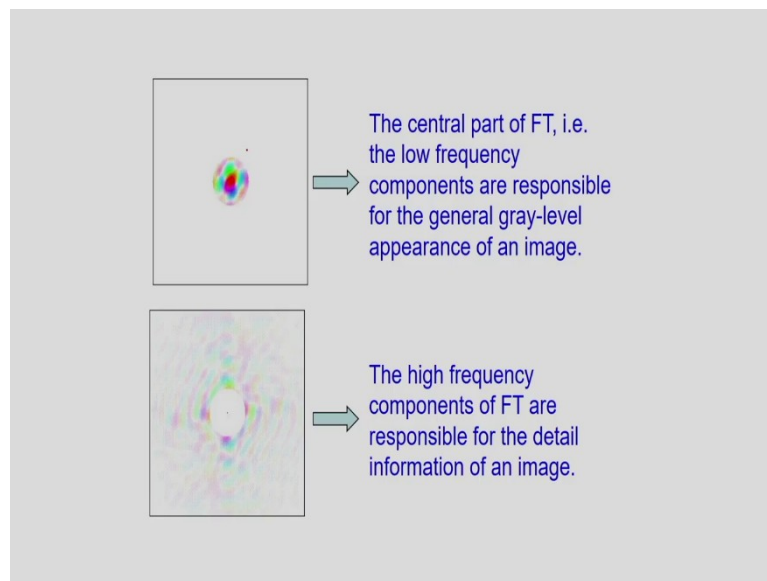 The central part of FT, i.e.
the low frequency
components are responsible
for the general gray-level
appearance of an image.
The high frequency
components of FT are
responsible for the detail
information of an image.